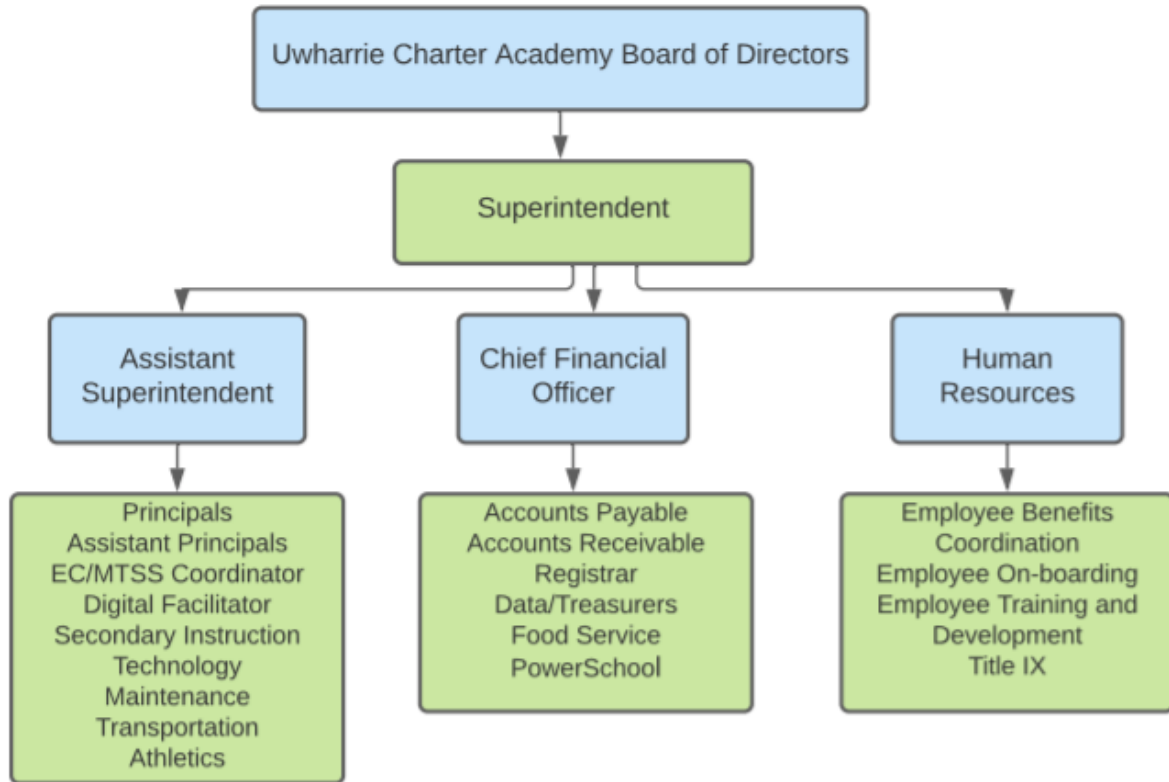 Uwharrie Charter Academy Board of Directors
Superintendent
Assistant
Superintendent
Chief Financial
Officer
Human
Resources
Principals
Assistant Principals
EC/MTSS Coordinator
Digital Facilitator
Secondary Instruction
Technology
Maintenance
Transportation
Athletics
Accounts Payable
Accounts Receivable
Registrar
Data/Treasurers
Food Service
PowerSchool
Employee Benefits
Coordination
Employee On-boarding
Employee Training and
Development
Title IX